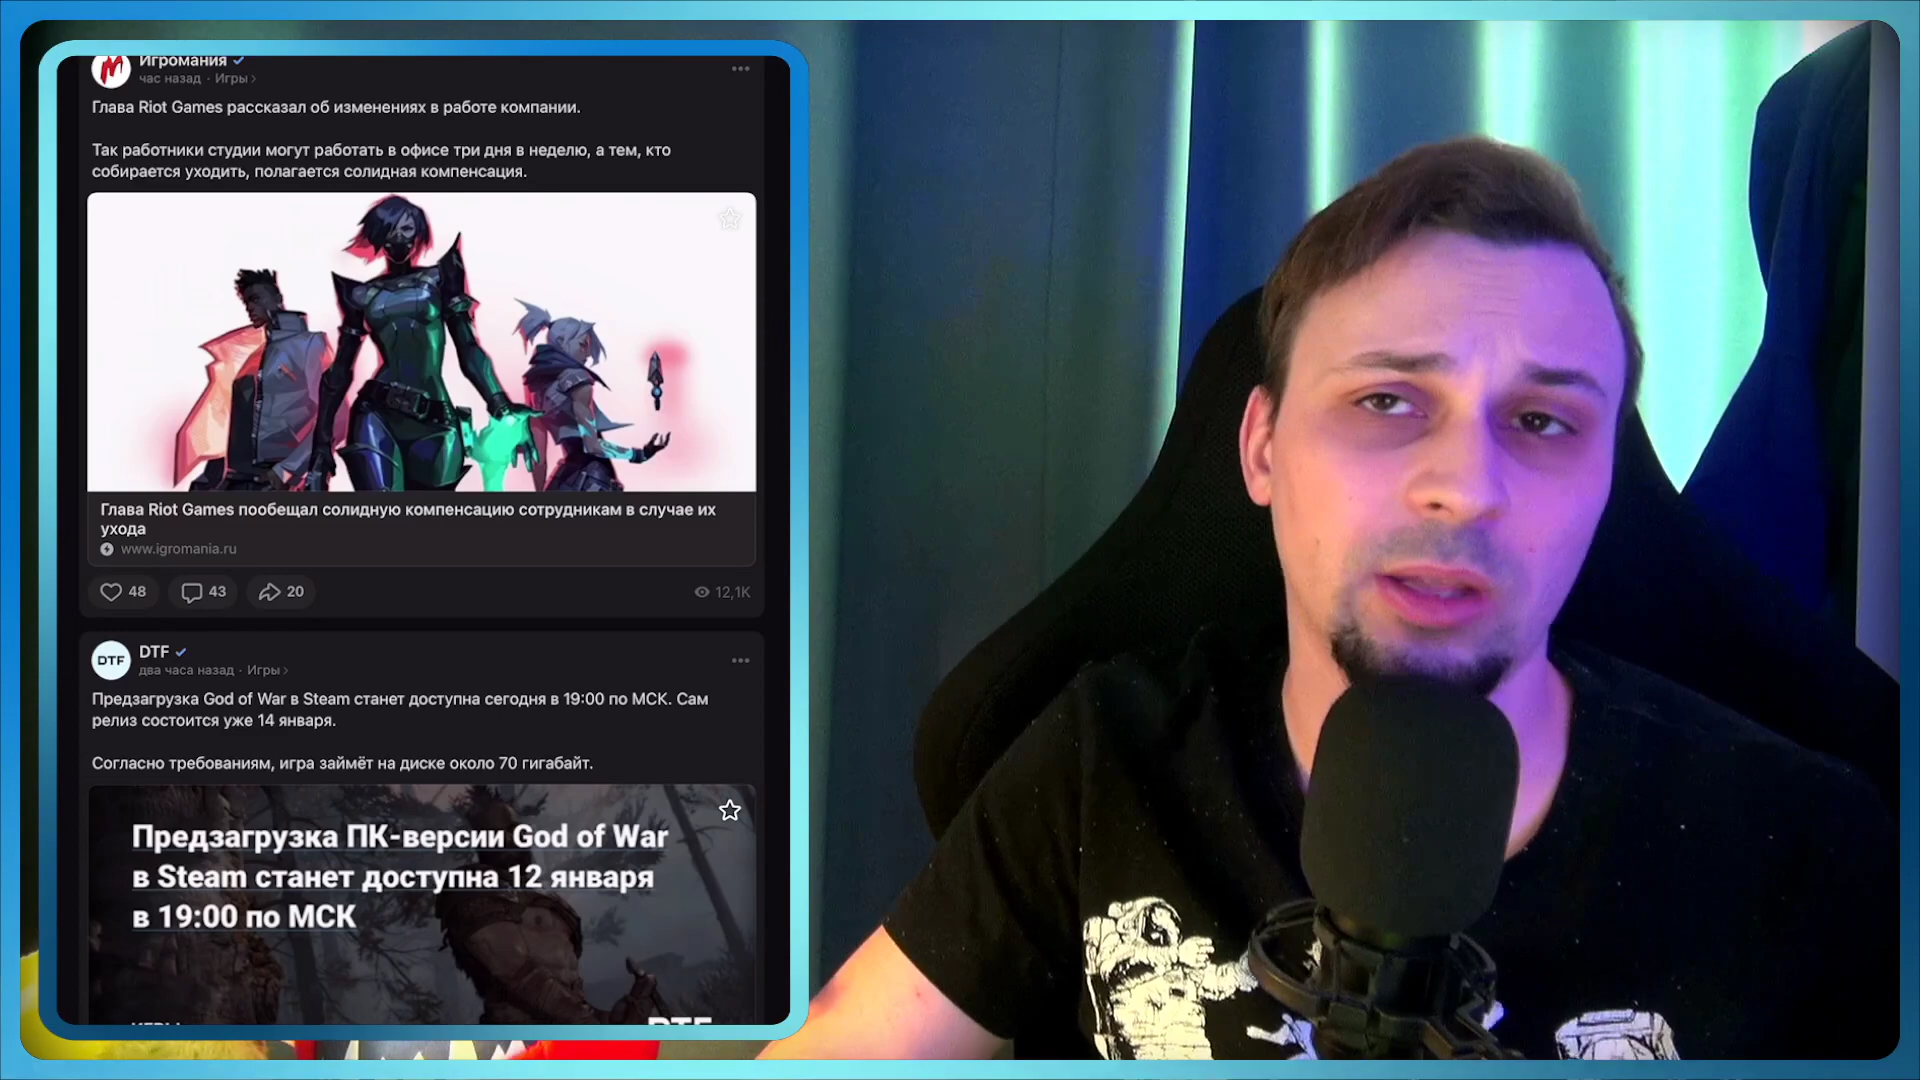 Игромания
час назад · Игры
Глава Riot Games рассказал об изменениях в работе компании.
Так работники студии могут работать в офисе три дня в неделю, а тем, кто
собирается уходить, полагается солидная компенсация.
Глава Riot Games пообещал солидную компенсацию сотрудникам в случае их
ухода
www.igromania.ru
48
43
20
12,1K
DTF
DTF
два часа назад · Игры
Предзагрузка God of War в Steam станет доступна сегодня в 19:00 по МСК. Сам
релиз состоится уже 14 января.
Согласно требованиям, игра займёт на диске около 70 гигабайт.
Предзагрузка ПК-версии God of War
в Steam станет доступна 12 января
в 19:00 по МСК
DTF